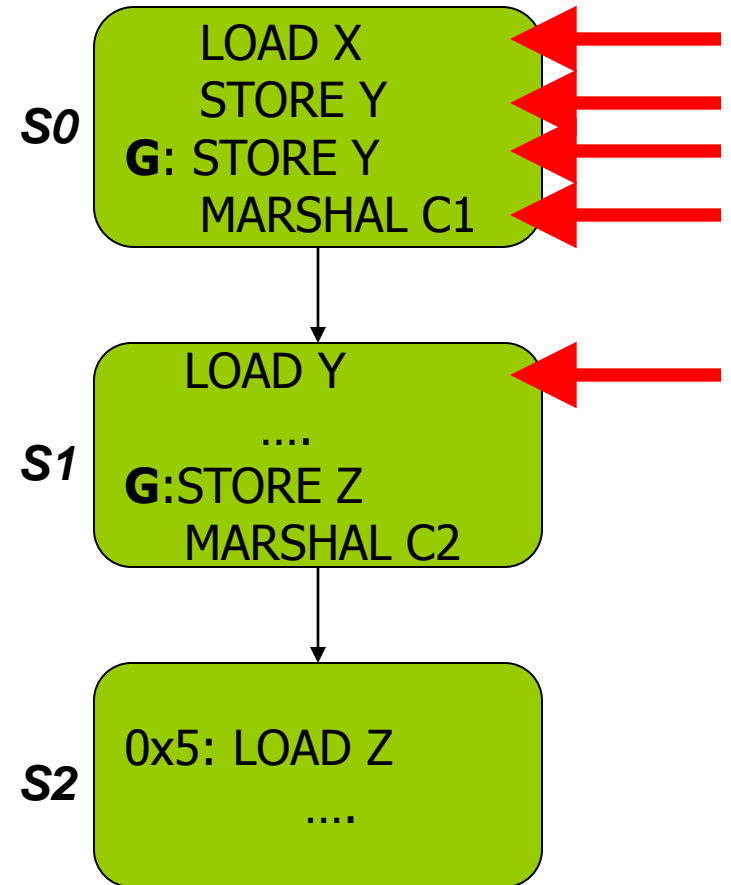 LOAD X
STORE Y
S0
G: STORE Y
MARSHAL C1
LOAD Y
....
S1
G:STORE Z
MARSHAL C2
0x5: LOAD Z
S2
....